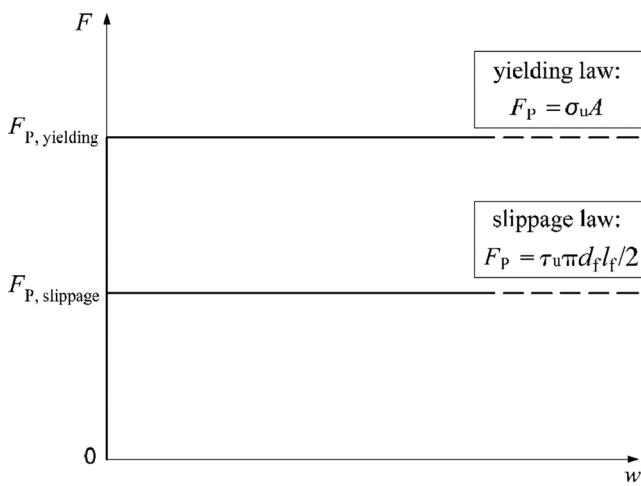 F
yielding law:
F_P = σ_u A
F_P, yielding
slippage law:
F_P = τ_u π d_f l_f/2
F_P, slippage
0
w